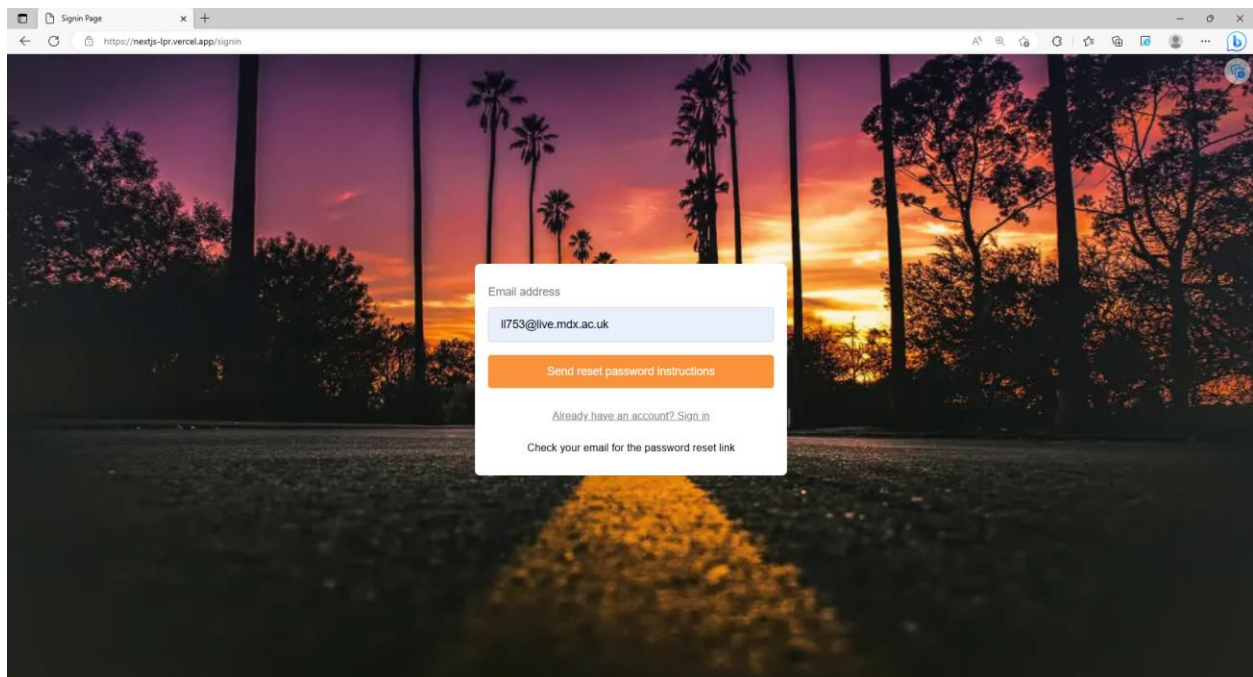 Signin Page
https://nextjs-lpr.vercel.app/signin
Email address
ll753@live.mdx.ac.uk
Send reset password instructions
Already have an account? Sign in
Check your email for the password reset link